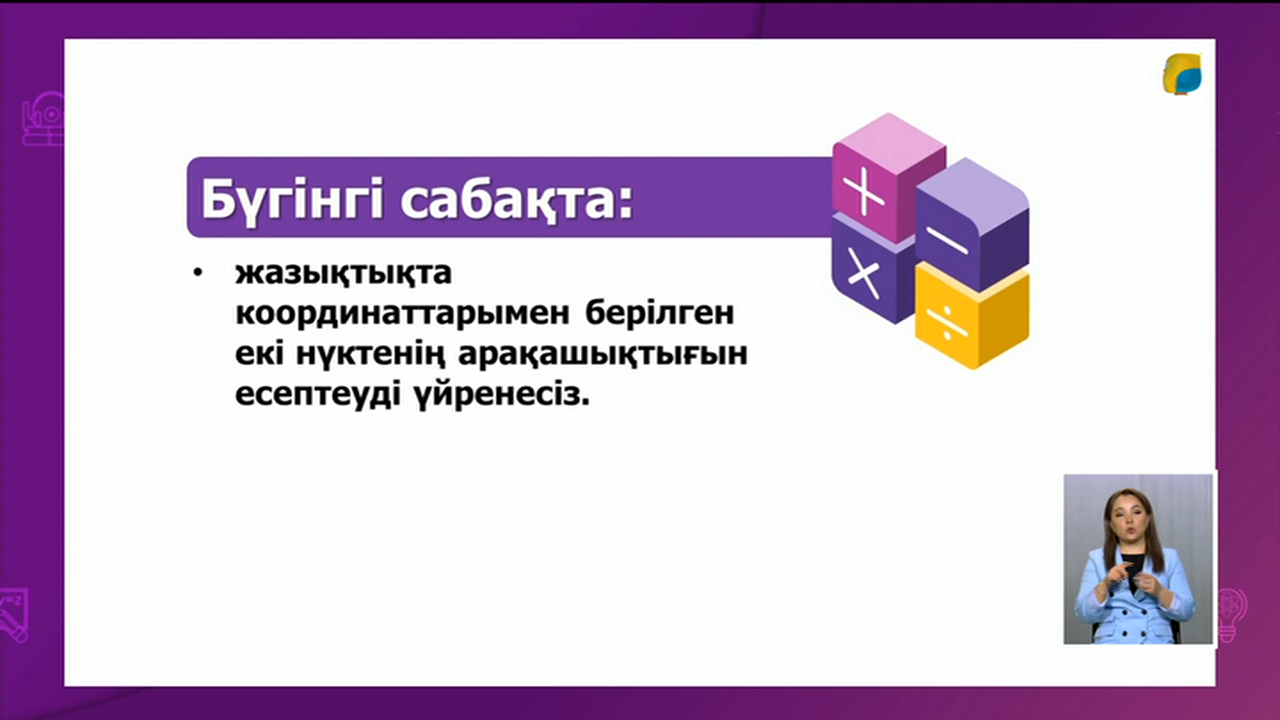 Бүгінгі сабақта:
• жазықтықта
координаттарымен берілген
екі нүктенің арақашықтығын
есептеуді үйренесіз.